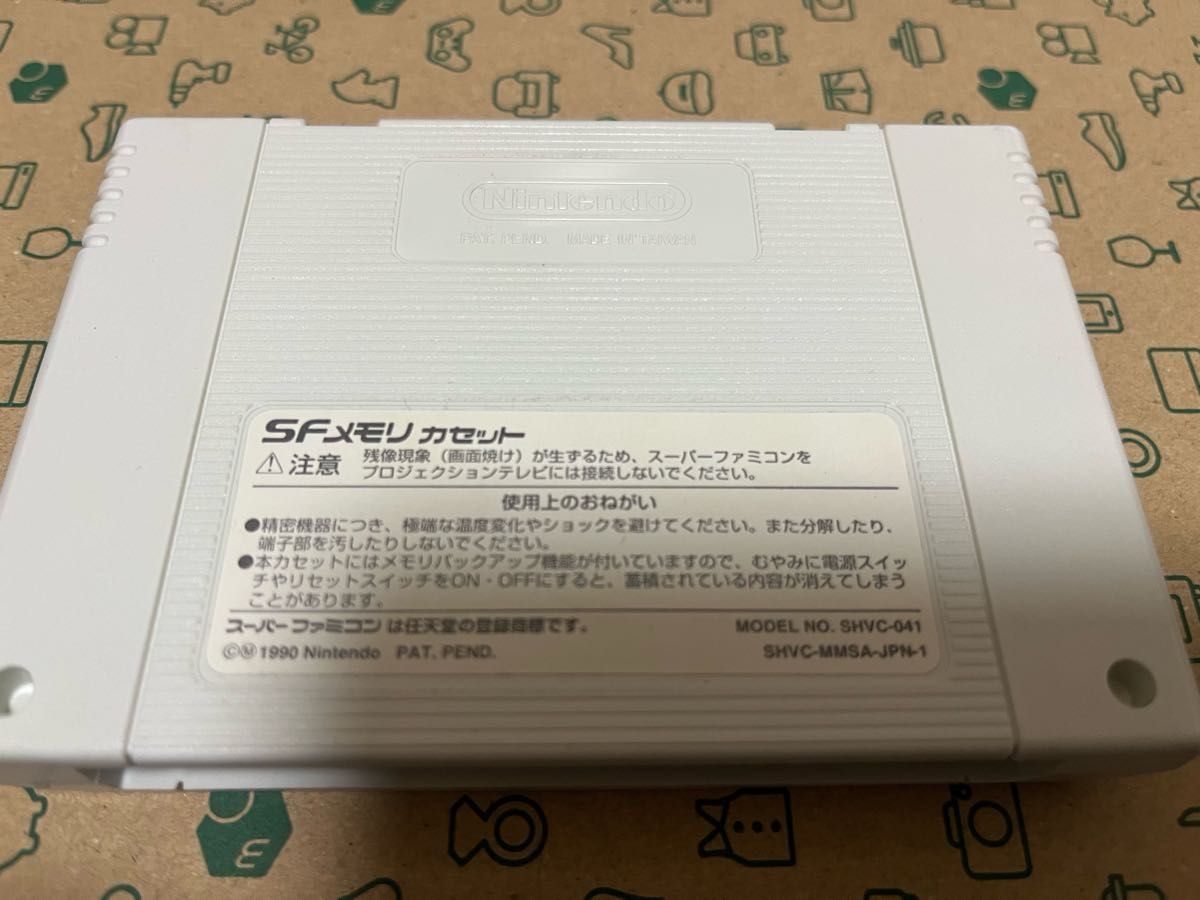 Nintendo
PAT. PEND. MADE IN TAIWAN
SFメモリ カセット
注意 残像現象（画面焼け）が生ずるため、スーパーファミコンを
プロジェクションテレビには接続しないでください。
使用上のおねがい
●精密機器につき、極端な温度変化やショックを避けてください。また分解したり、
端子部を汚したりしないでください。
●本カセットにはメモリバックアップ機能が付いていますので、むやみに電源スイッ
チやリセットスイッチをON・OFFにすると、蓄積されている内容が消えてしまう
ことがあります。
スーパーファミコン は任天堂の登録商標です。 MODEL NO. SHVC-041
©Ⓜ1990 Nintendo PAT. PEND. SHVC-MMSA-JPN-1